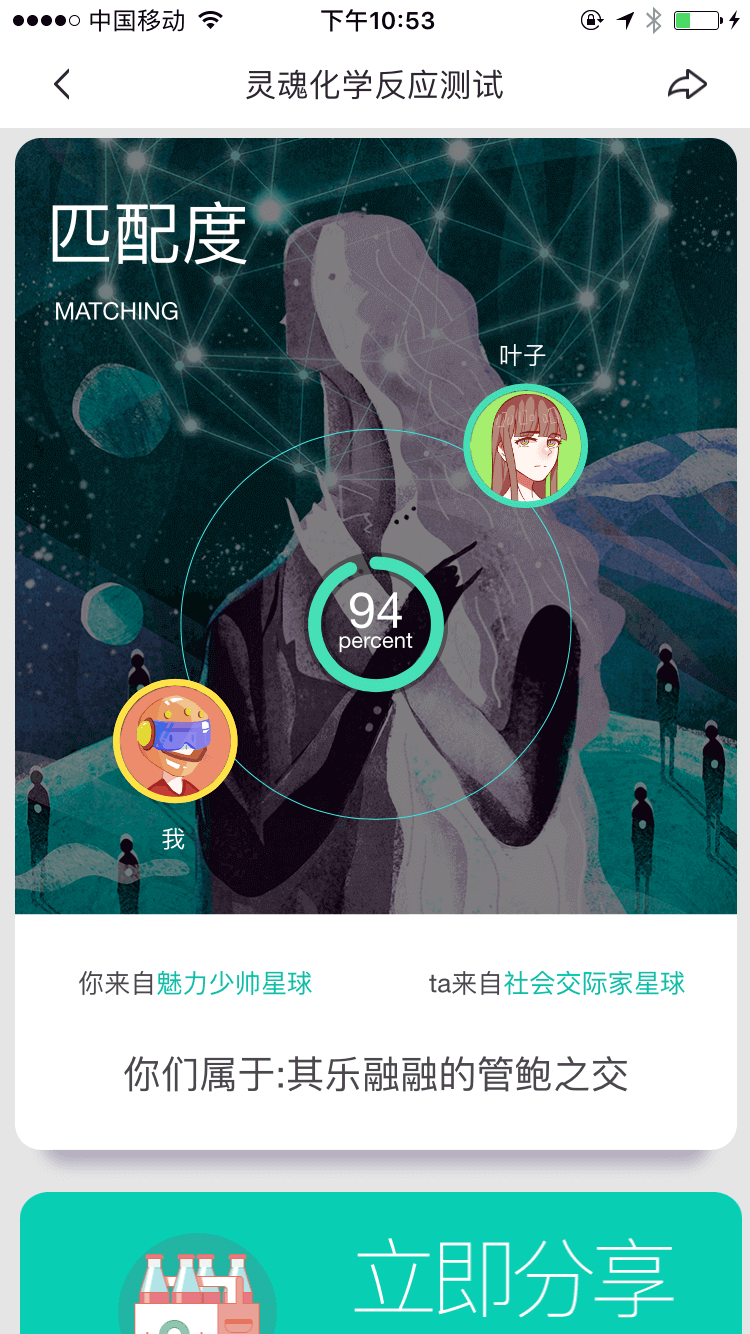 中国移动 下午10:53
灵魂化学反应测试
匹配度
MATCHING
叶子
94
percent
我
你来自魅力少帅星球 ta来自社会交际家星球
你们属于:其乐融融的管鲍之交
立即分享